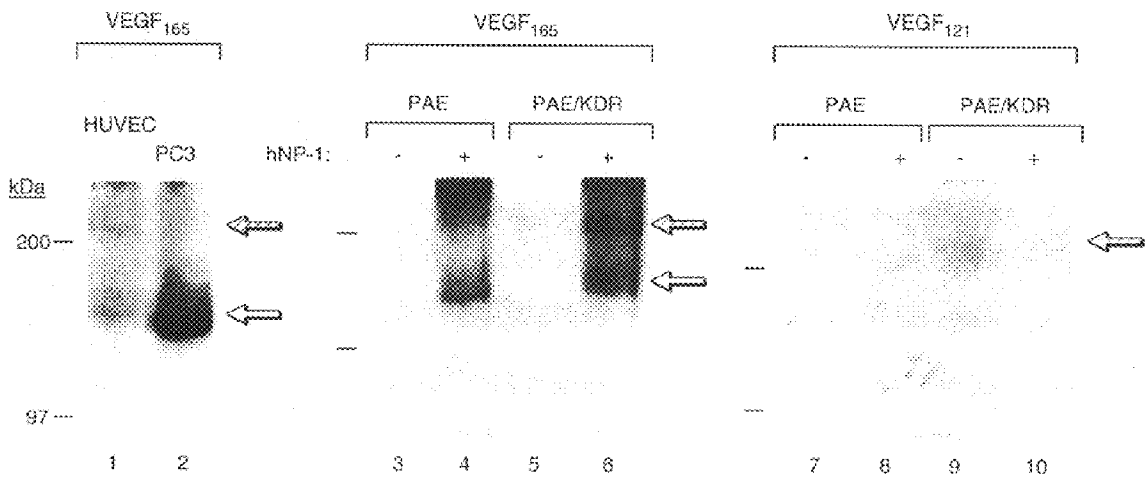 VEGF165 VEGF165 VEGF121
PAE PAE/KDR PAE PAE/KDR
HUVEC
PC3 hNP-1: - + - + - + - +
kDa
200
97
1 2 3 4 5 6 7 8 9 10